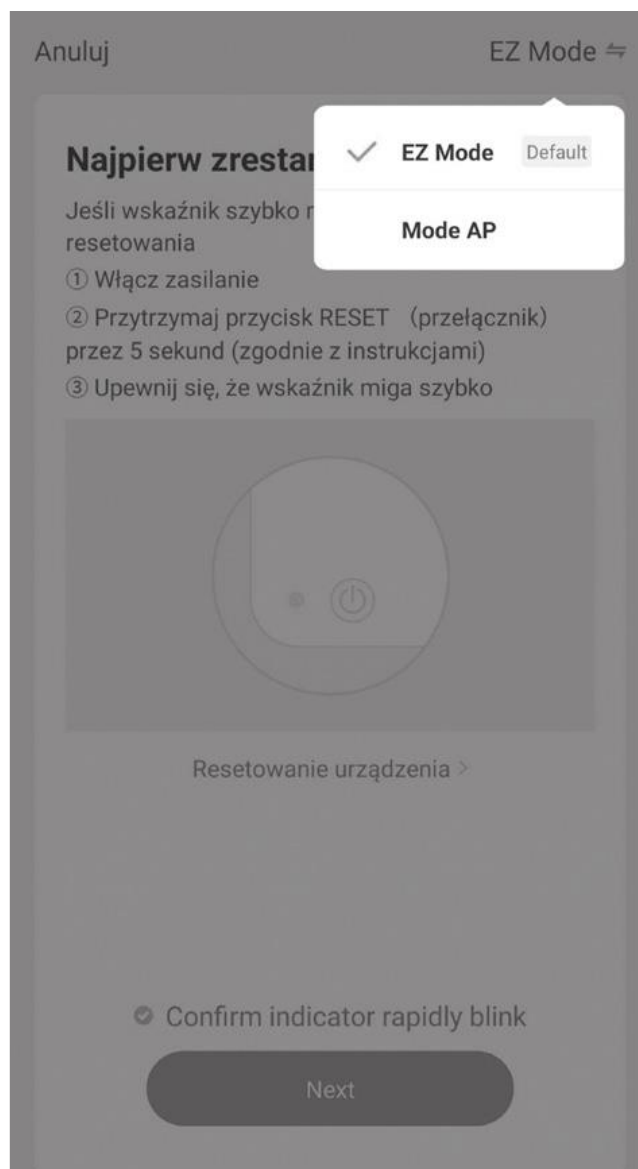 Anuluj
EZ Mode
EZ Mode Default
Mode AP
Najpierw
Jeśli wskaźnik szybko
resetowania
① Włącz zasilanie
② Przytrzymaj przycisk RESET (przełącznik)
przez 5 sekund (zgodnie z instrukcjami)
③ Upewnij się, że wskaźnik miga szybko
Resetowanie urządzenia >
Confirm indicator rapidly blink
Next